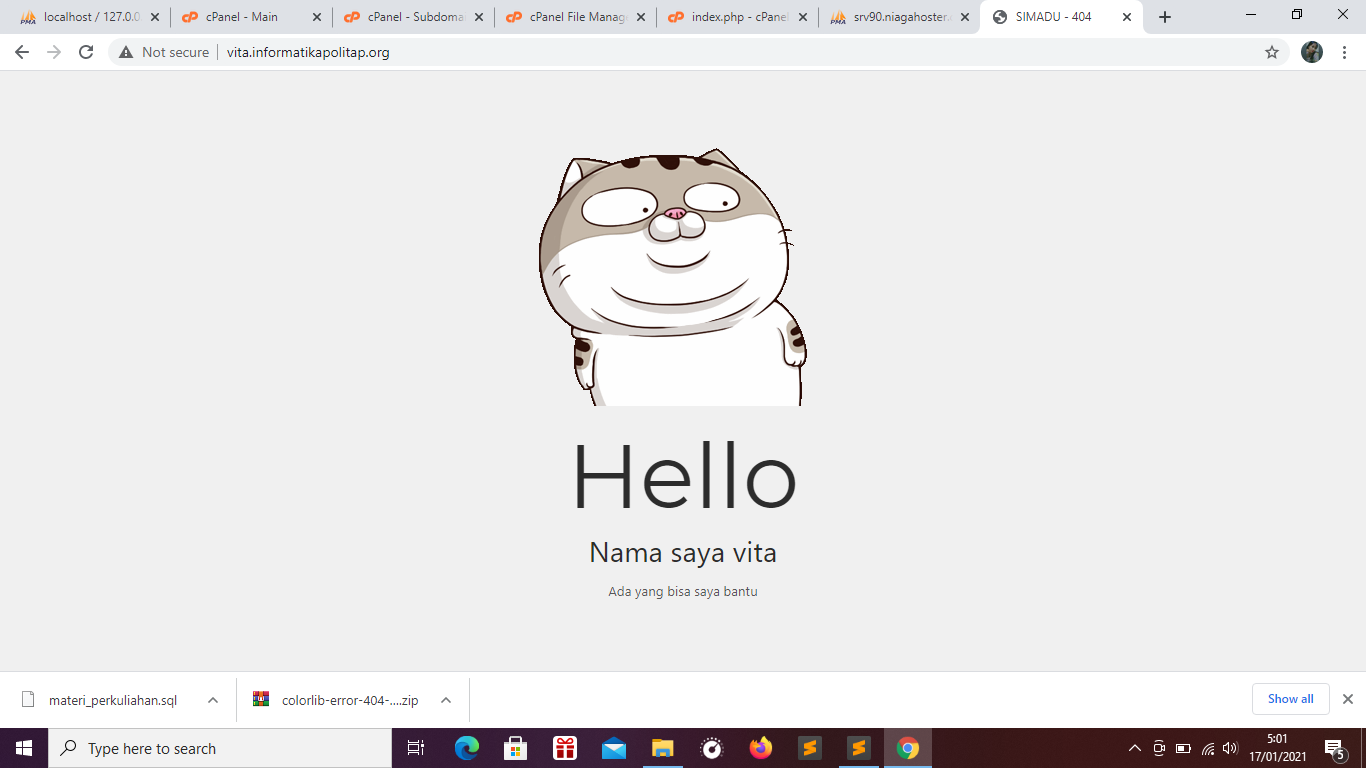 localhost / 127.0.0
cPanel - Main
cPanel - Subdoma
cPanel File Manag
index.php - cPanel
srv90.niagahoster.
SIMADU - 404
Not secure
vita.informatikapolitap.org
Hello
Nama saya vita
Ada yang bisa saya bantu
materi_perkuliahan.sql
colorlib-error-404-....zip
Show all
Type here to search
5:01
17/01/2021
5